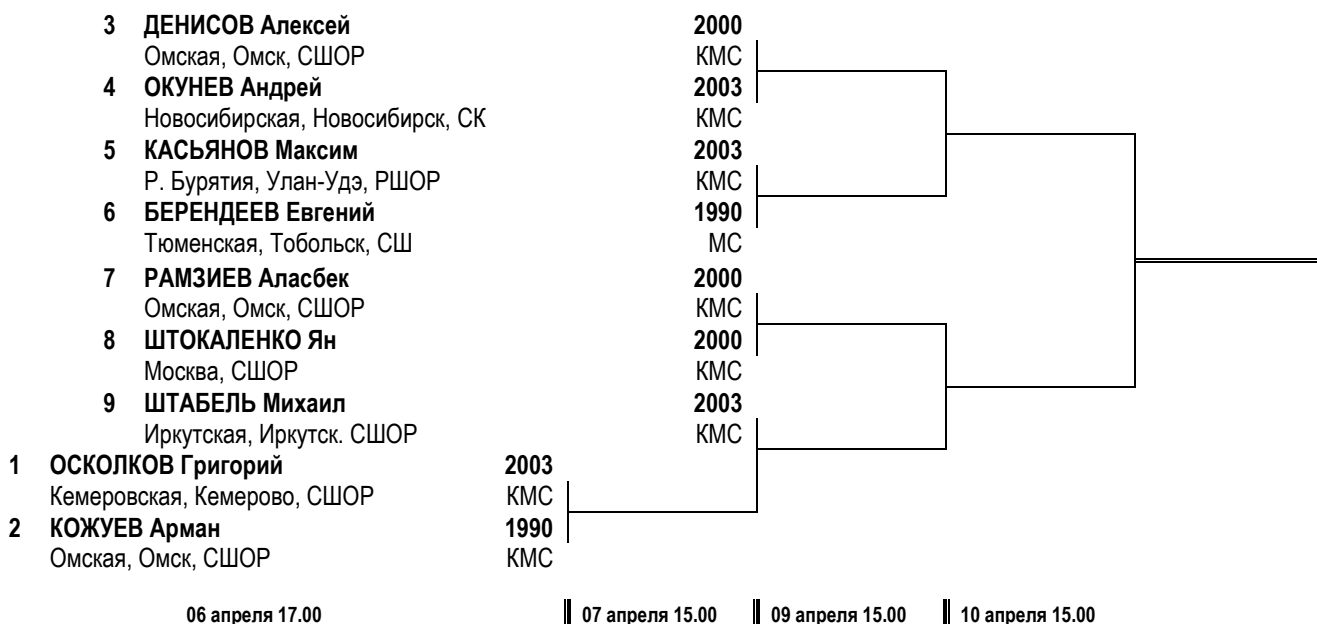 3 ДЕНИСОВ Алексей 2000
Омская, Омск, СШОР КМС
4 ОКУНЕВ Андрей 2003
Новосибирская, Новосибирск, СК КМС
5 КАСЬЯНОВ Максим 2003
Р. Бурятия, Улан-Удэ, РШОР КМС
6 БЕРЕНДЕЕВ Евгений 1990
Тюменская, Тобольск, СШ МС
7 РАМЗИЕВ Аласбек 2000
Омская, Омск, СШОР КМС
8 ШТОКАЛЕНКО Ян 2000
Москва, СШОР КМС
9 ШТАБЕЛЬ Михаил 2003
Иркутская, Иркутск. СШОР КМС
1 ОСКОЛКОВ Григорий 2003
Кемеровская, Кемерово, СШОР КМС
2 КОЖУЕВ Арман 1990
Омская, Омск, СШОР КМС
06 апреля 17.00 07 апреля 15.00 09 апреля 15.00 10 апреля 15.00